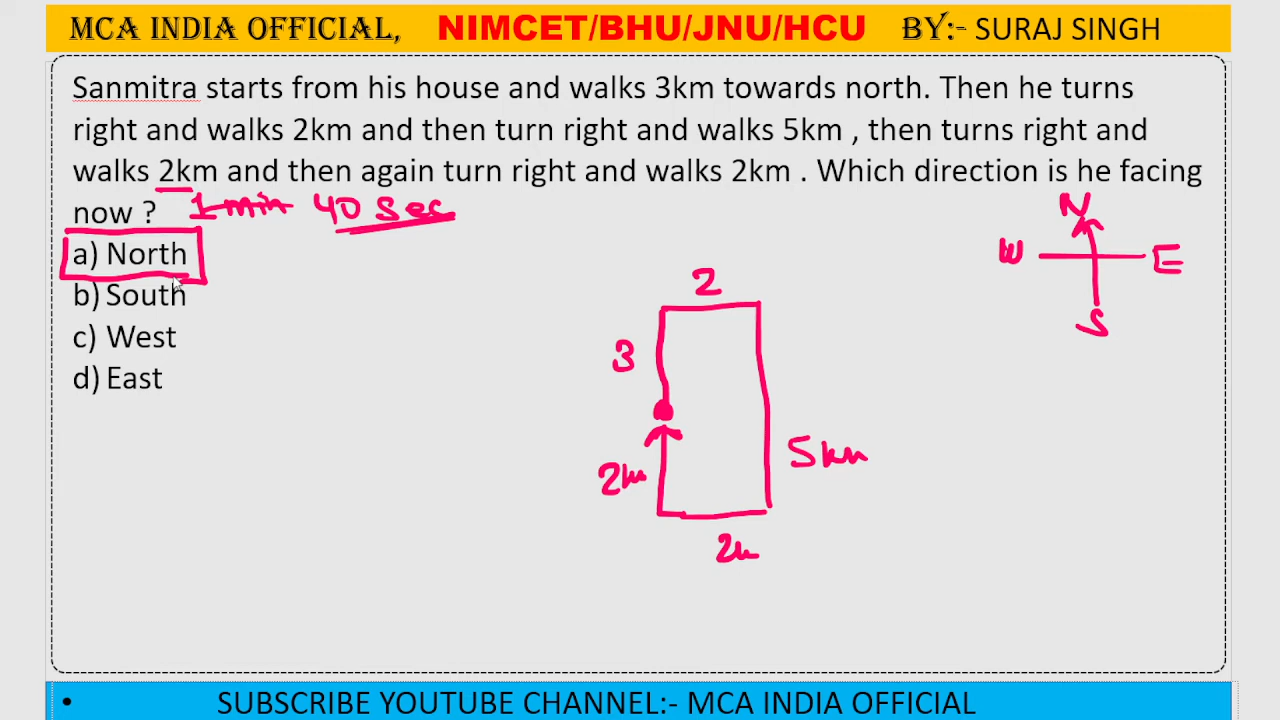 MCA INDIA OFFICIAL, NIMCET/BHU/JNU/HCU BY:- SURAJ SINGH
Sanmitra starts from his house and walks 3km towards north. Then he turns
right and walks 2km and then turn right and walks 5km , then turns right and
walks 2km and then again turn right and walks 2km . Which direction is he facing
now ? 1 min 40 Sec
a) North
b) South
c) West
d) East
N
W E
S
2
3
5km
2km
2k
• SUBSCRIBE YOUTUBE CHANNEL:- MCA INDIA OFFICIAL